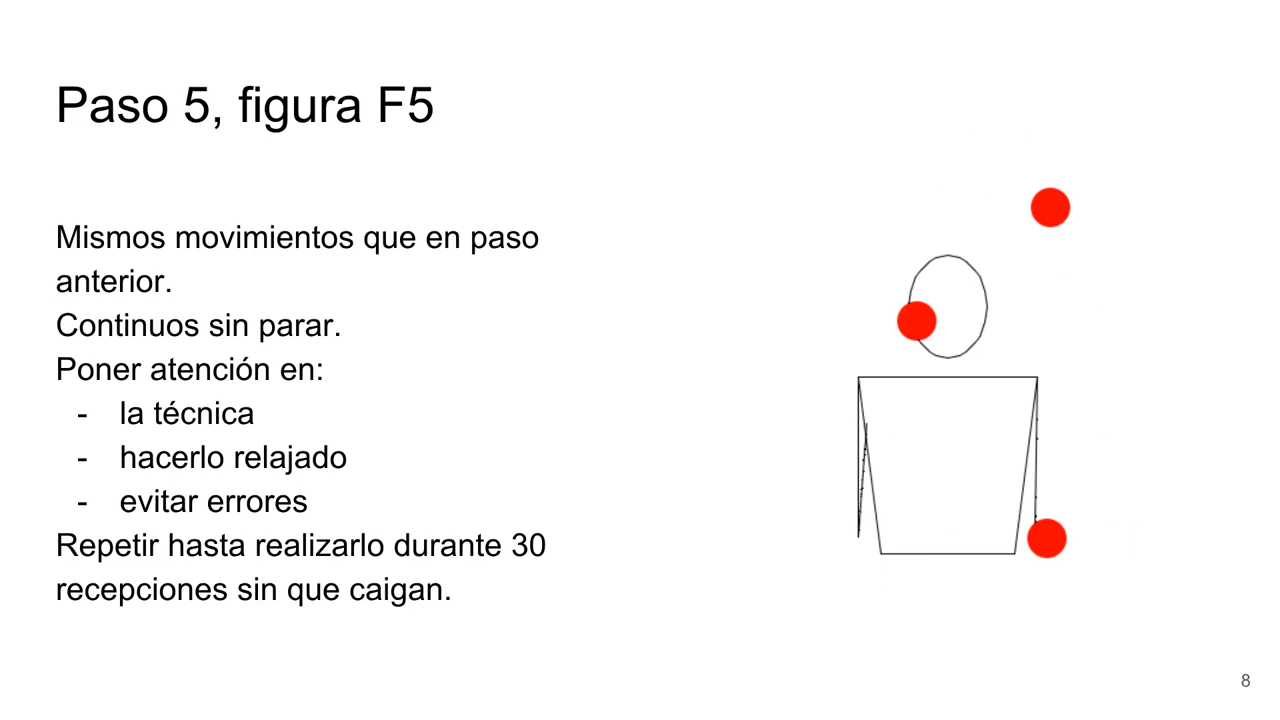 Paso 5, figura F5
Mismos movimientos que en paso
anterior.
Continuos sin parar.
Poner atención en:
- la técnica
- hacerlo relajado
- evitar errores
Repetir hasta realizarlo durante 30
recepciones sin que caigan.
8